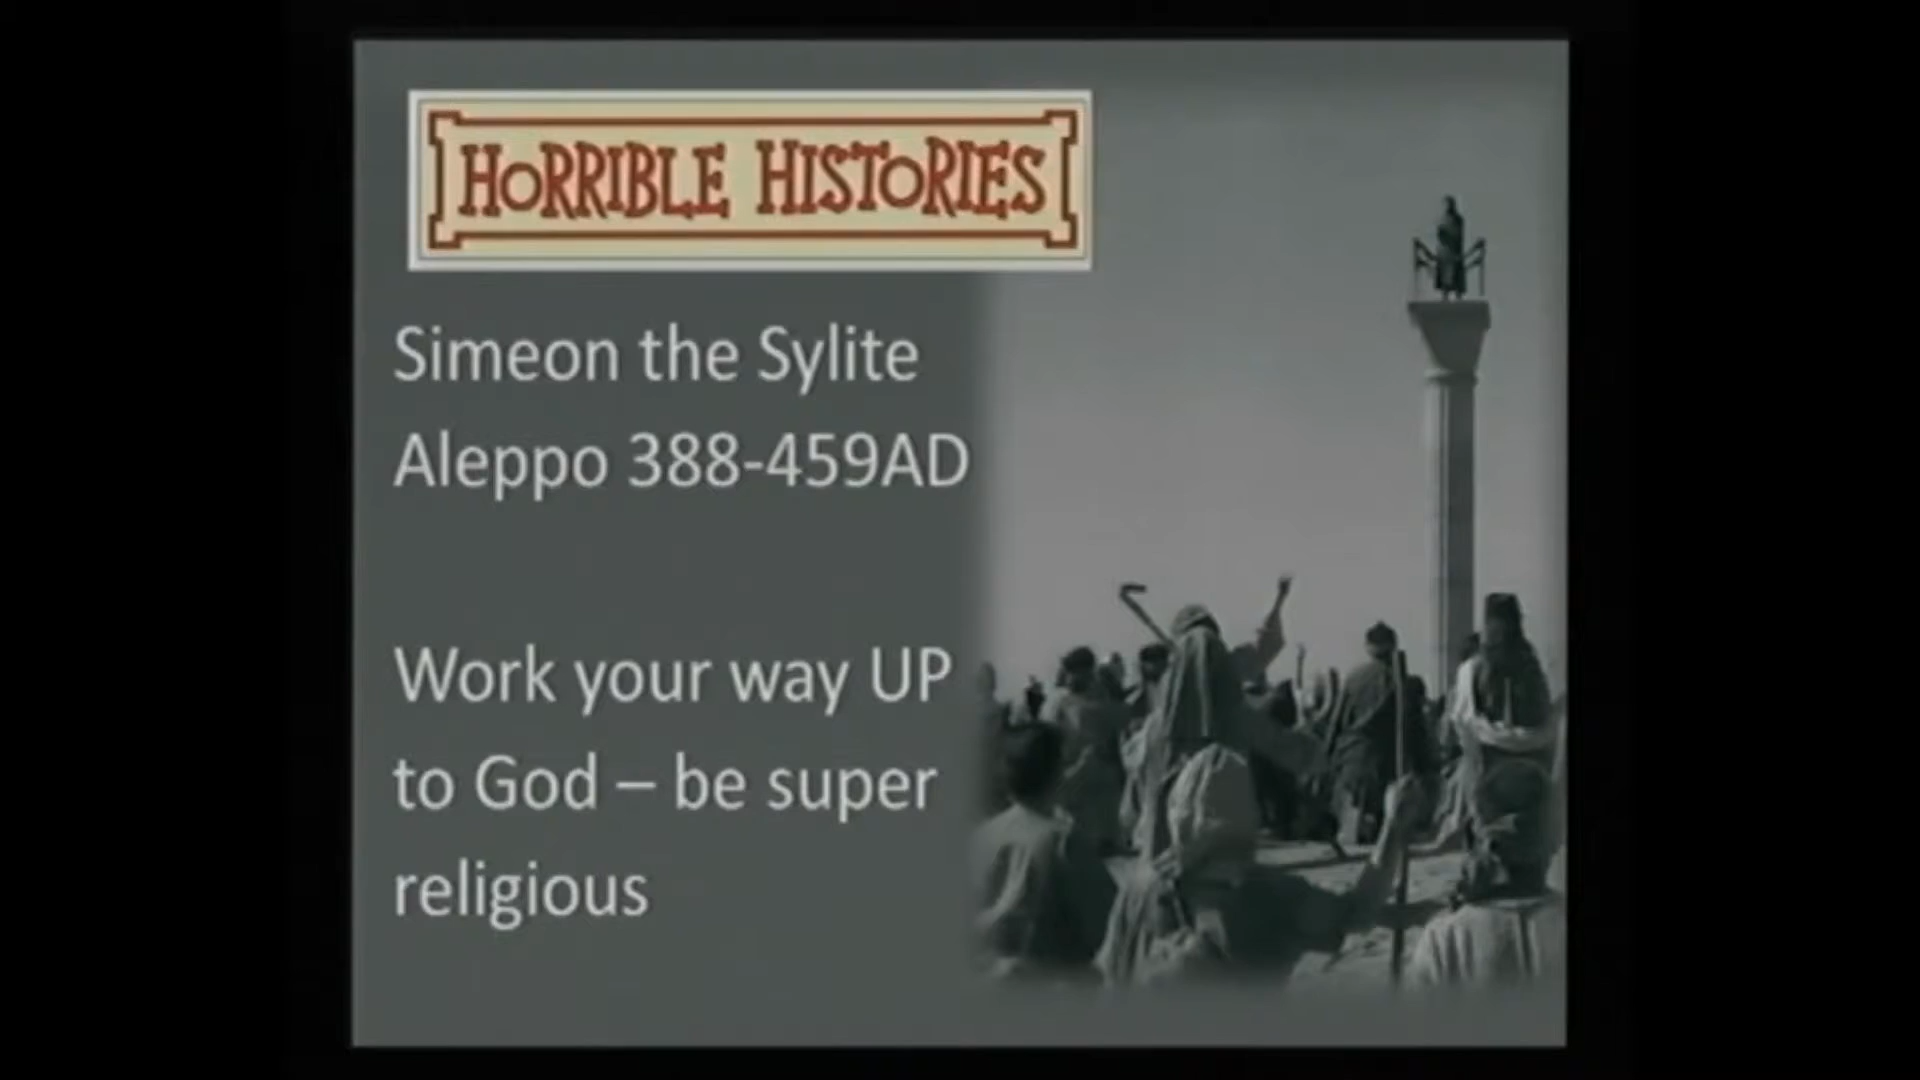 HORRIBLE HISTORIES
Simeon the Sylite
Aleppo 388-459AD
Work your way UP
to God – be super
religious